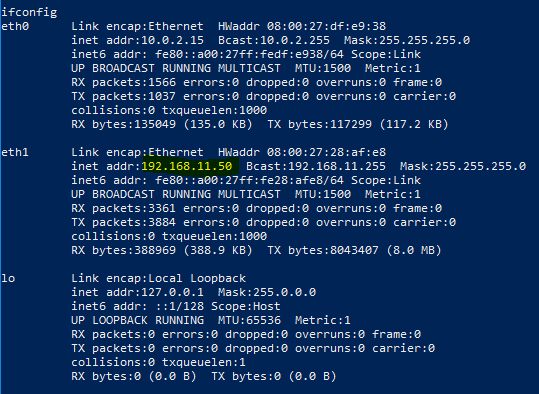 ifconfig
eth0 Link encap:Ethernet HWaddr 08:00:27:df:e9:38
inet addr:10.0.2.15 Bcast:10.0.2.255 Mask:255.255.255.0
inet6 addr: fe80::a00:27ff:fedf:e938/64 Scope:Link
UP BROADCAST RUNNING MULTICAST MTU:1500 Metric:1
RX packets:1566 errors:0 dropped:0 overruns:0 frame:0
TX packets:1037 errors:0 dropped:0 overruns:0 carrier:0
collisions:0 txqueuelen:1000
RX bytes:135049 (135.0 KB) TX bytes:117299 (117.2 KB)
eth1 Link encap:Ethernet HWaddr 08:00:27:28:af:e8
inet addr:192.168.11.50 Bcast:192.168.11.255 Mask:255.255.255.0
inet6 addr: fe80::a00:27ff:fe28:afe8/64 Scope:Link
UP BROADCAST RUNNING MULTICAST MTU:1500 Metric:1
RX packets:3361 errors:0 dropped:0 overruns:0 frame:0
TX packets:3884 errors:0 dropped:0 overruns:0 carrier:0
collisions:0 txqueuelen:1000
RX bytes:388969 (388.9 KB) TX bytes:8043407 (8.0 MB)
lo Link encap:Local Loopback
inet addr:127.0.0.1 Mask:255.0.0.0
inet6 addr: ::1/128 Scope:Host
UP LOOPBACK RUNNING MTU:65536 Metric:1
RX packets:0 errors:0 dropped:0 overruns:0 frame:0
TX packets:0 errors:0 dropped:0 overruns:0 carrier:0
collisions:0 txqueuelen:1
RX bytes:0 (0.0 B) TX bytes:0 (0.0 B)